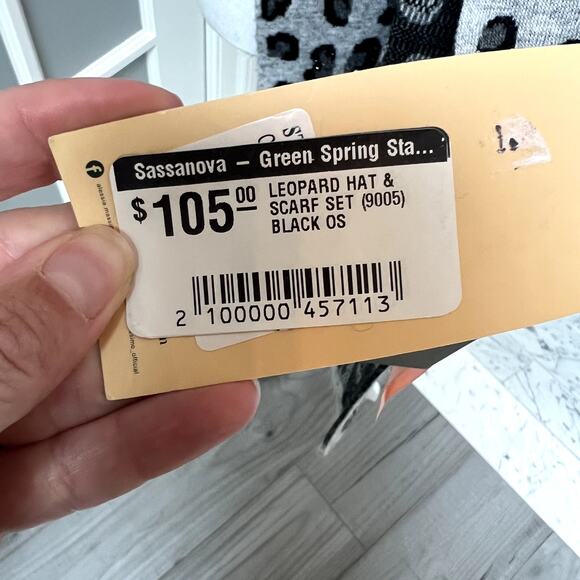 Sassanova – Green Spring Sta...
$105.00
LEOPARD HAT &
SCARF SET (9005)
BLACK OS
2 100000 457113